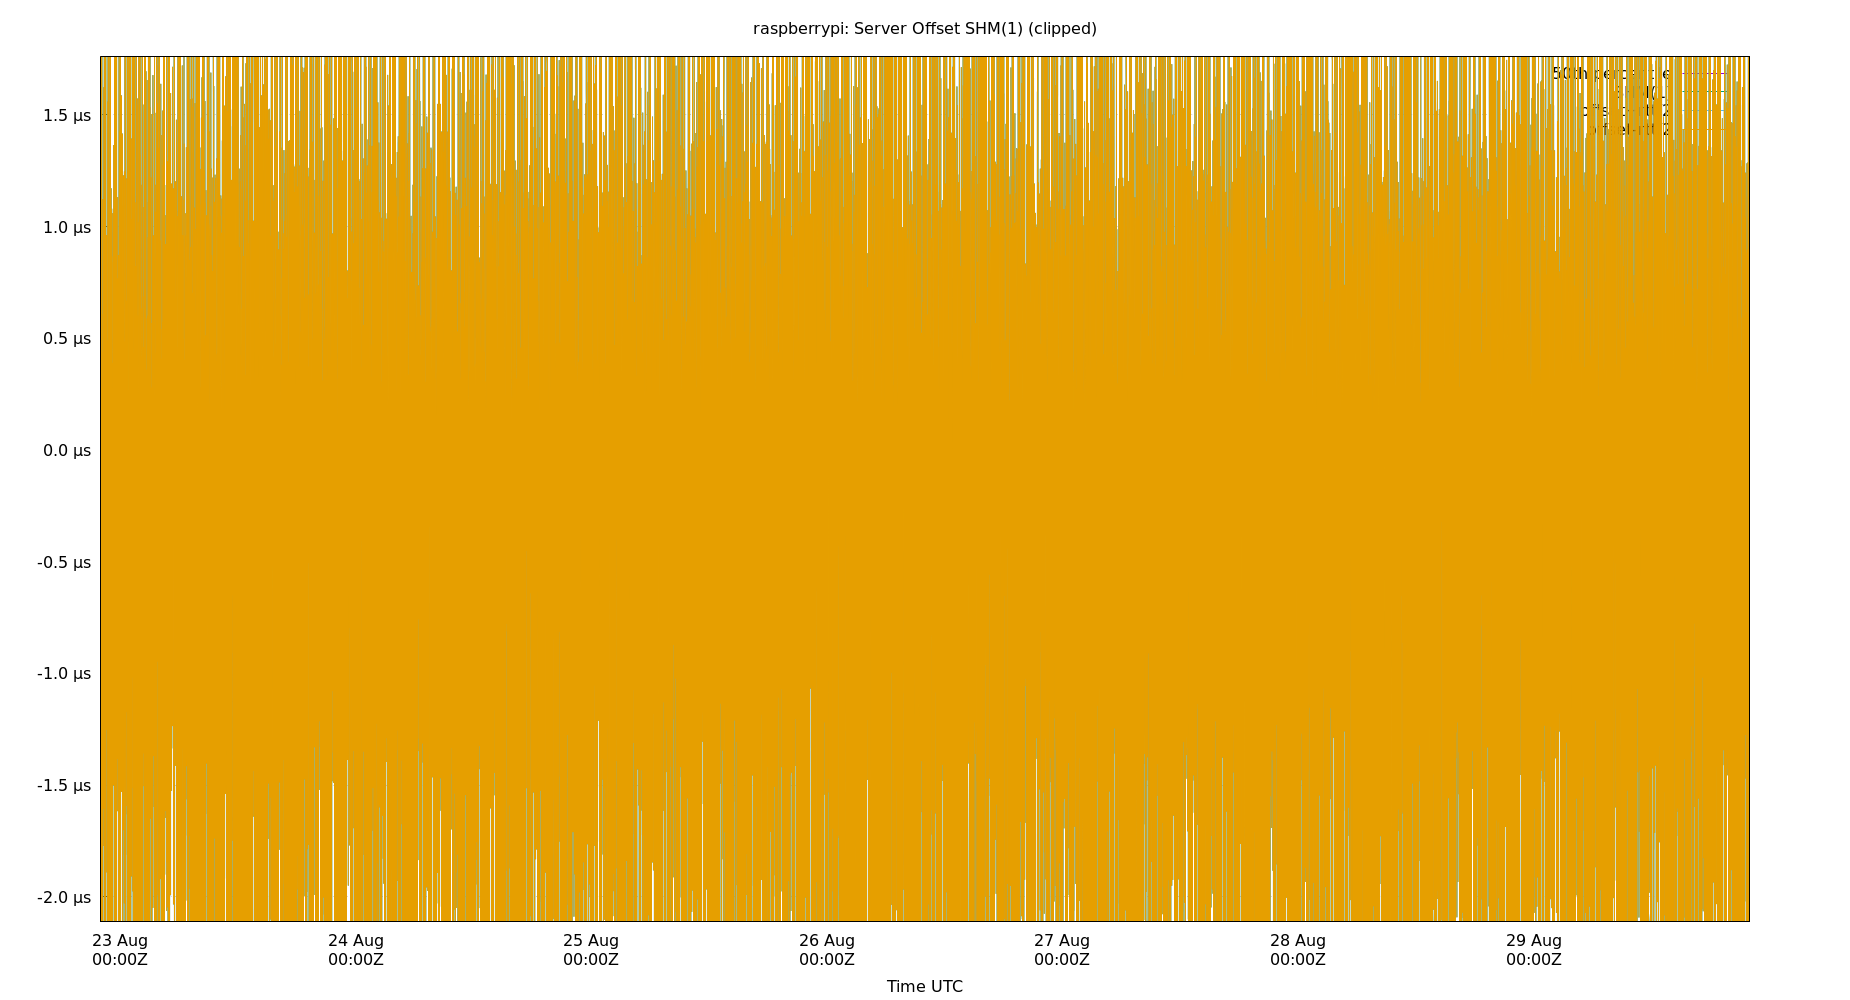 raspberrypi: Server Offset SHM(1) (clipped)
1.5 µs
1.0 µs
0.5 µs
0.0 µs
-0.5 µs
-1.0 µs
-1.5 µs
-2.0 µs
50th
23 Aug 24 Aug 25 Aug 26 Aug 27 Aug 28 Aug 29 Aug
00:00Z 00:00Z 00:00Z 00:00Z 00:00Z 00:00Z 00:00Z
Time UTC